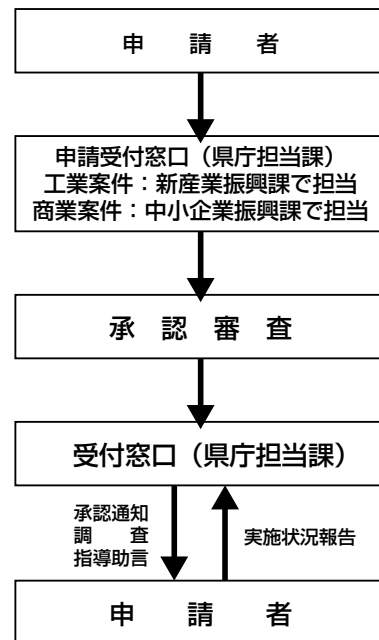 申　請　者
申請受付窓口（県庁担当課）
工業案件：新産業振興課で担当
商業案件：中小企業振興課で担当
承　認　審　査
受付窓口（県庁担当課）
承認通知
調　　査
指導助言
実施状況報告
申　請　者